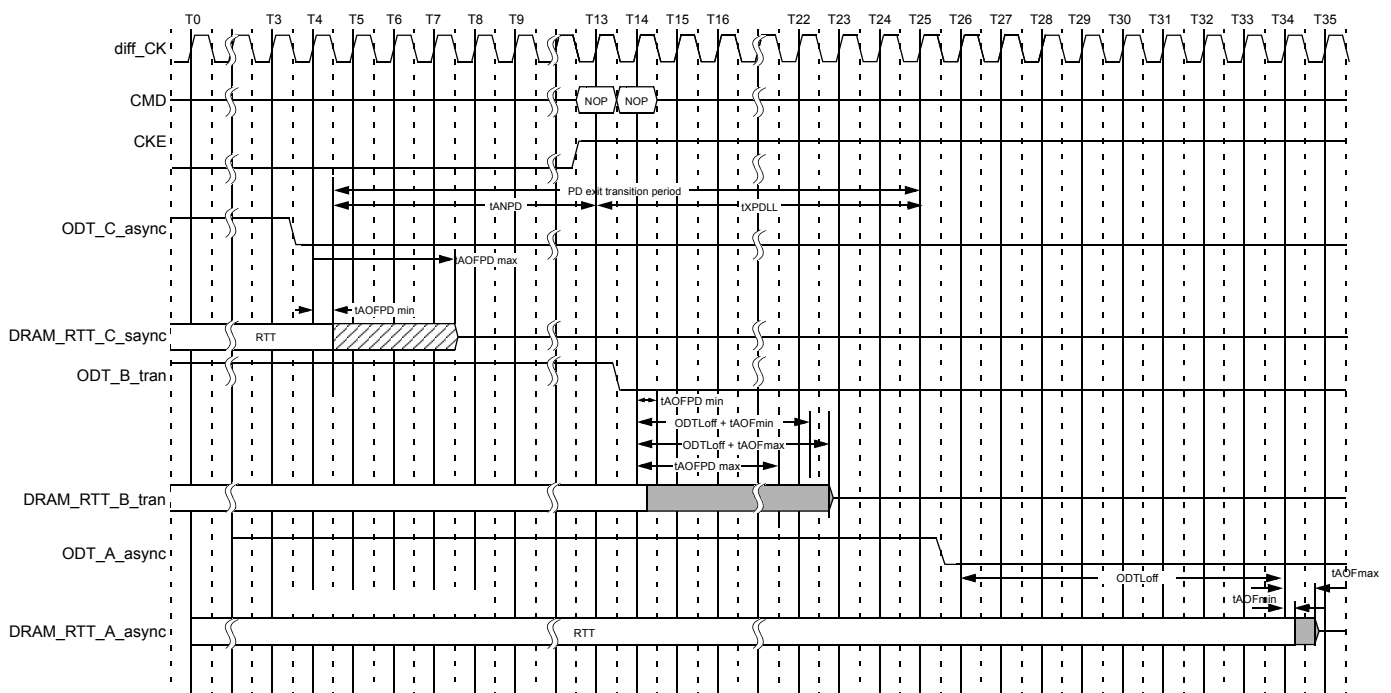 T0 T3 T4 T5 T6 T7 T8 T9 T13 T14 T15 T16 T22 T23 T24 T25 T26 T27 T28 T29 T30 T31 T32 T33 T34 T35
diff_CK
CMD
NOP NOP
CKE
PD exit transition period
tANPD tXPDLL
ODT_C_async
tAOFPD max
tAOFPD min
DRAM_RTT_C_sync
RTT
ODT_B_tran
tAOFPD min
ODTLoff + tAOFmin
ODTLoff + tAOFmax
tAOFPD max
DRAM_RTT_B_tran
ODT_A_async
ODTLoff
tAOFmax
tAOFmin
DRAM_RTT_A_async
RTT